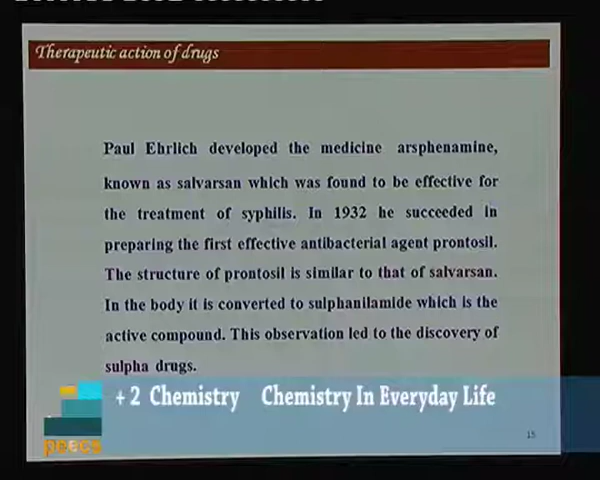 Therapeutic action of drugs
Paul Ehrlich developed the medicine arsphenamine,
known as salvarsan which was found to be effective for
the treatment of syphilis. In 1932 he succeeded in
preparing the first effective antibacterial agent prontosil.
The structure of prontosil is similar to that of salvarsan.
In the body it is converted to sulphanilamide which is the
active compound. This observation led to the discovery of
sulpha drugs.
+ 2 Chemistry Chemistry In Everyday Life
15